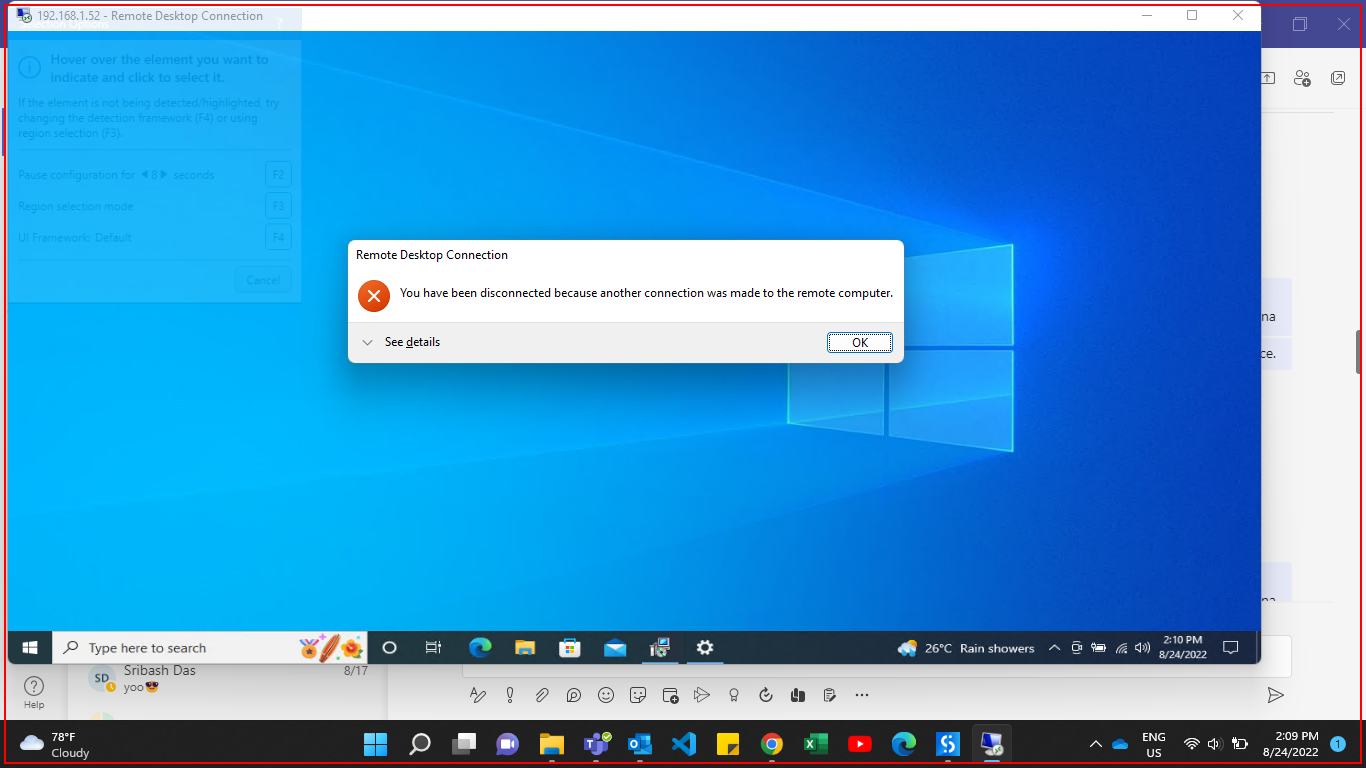 192.168.1.52 - Remote Desktop Connection
Hover over the element you want to
indicate and click to select it.
If the element is not being detected/highlighted, try
changing the detection framework (F4) or using
region selection (F3).
Pause configuration for 8 seconds
F2
Region selection mode
F3
UI Framework: Default
F4
Cancel
Remote Desktop Connection
You have been disconnected because another connection was made to the remote computer.
See details
OK
na
ce.
na
Type here to search
26°C Rain showers
2:10 PM
8/24/2022
SD
Sribash Das
8/17
yoo
Help
78°F
Cloudy
ENG
US
2:09 PM
8/24/2022
1